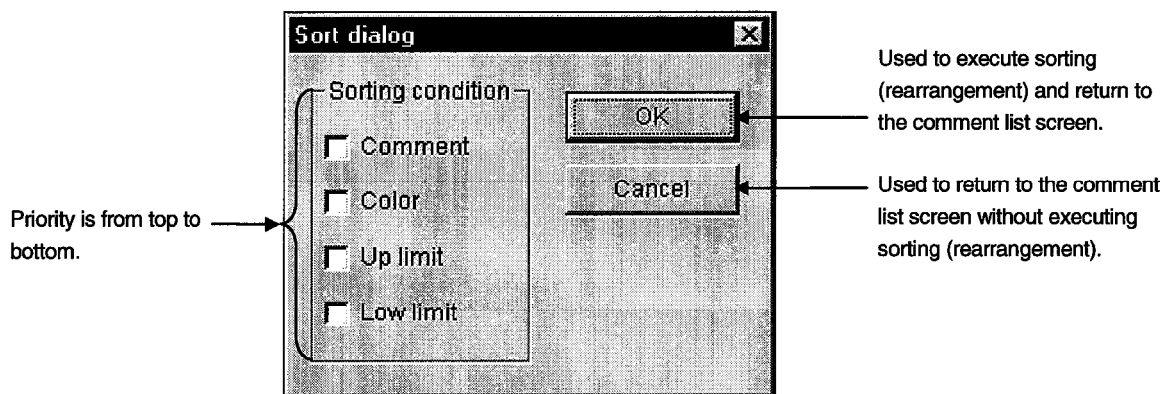 Sort dialog
Sorting condition
Comment
Color
Up limit
Low limit
OK
Cancel
Priority is from top to
bottom.
Used to execute sorting
(rearrangement) and return to
the comment list screen.
Used to return to the comment
list screen without executing
sorting (rearrangement).